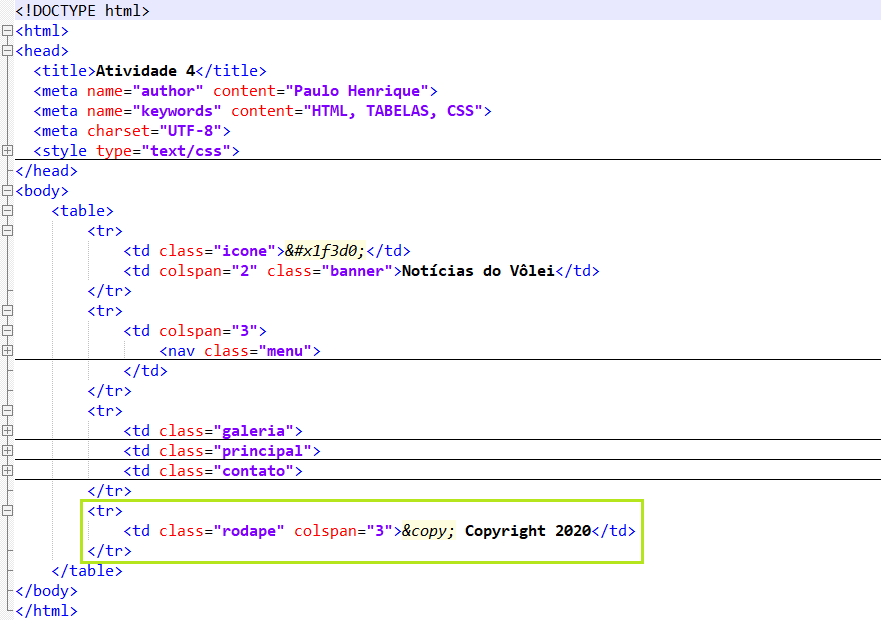 <!DOCTYPE html>
<html>
<head>
<title>Atividade 4</title>
<meta name="author" content="Paulo Henrique">
<meta name="keywords" content="HTML, TABELAS, CSS">
<meta charset="UTF-8">
<style type="text/css">
</head>
<body>
<table>
<tr>
<td class="icone">&#x1f3d0;</td>
<td colspan="2" class="banner">Notícias do Vôlei</td>
</tr>
<tr>
<td colspan="3">
<nav class="menu">
</td>
</tr>
<tr>
<td class="galeria">
<td class="principal">
<td class="contato">
</tr>
<tr>
<td class="rodape" colspan="3">&copy; Copyright 2020</td>
</tr>
</table>
</body>
</html>